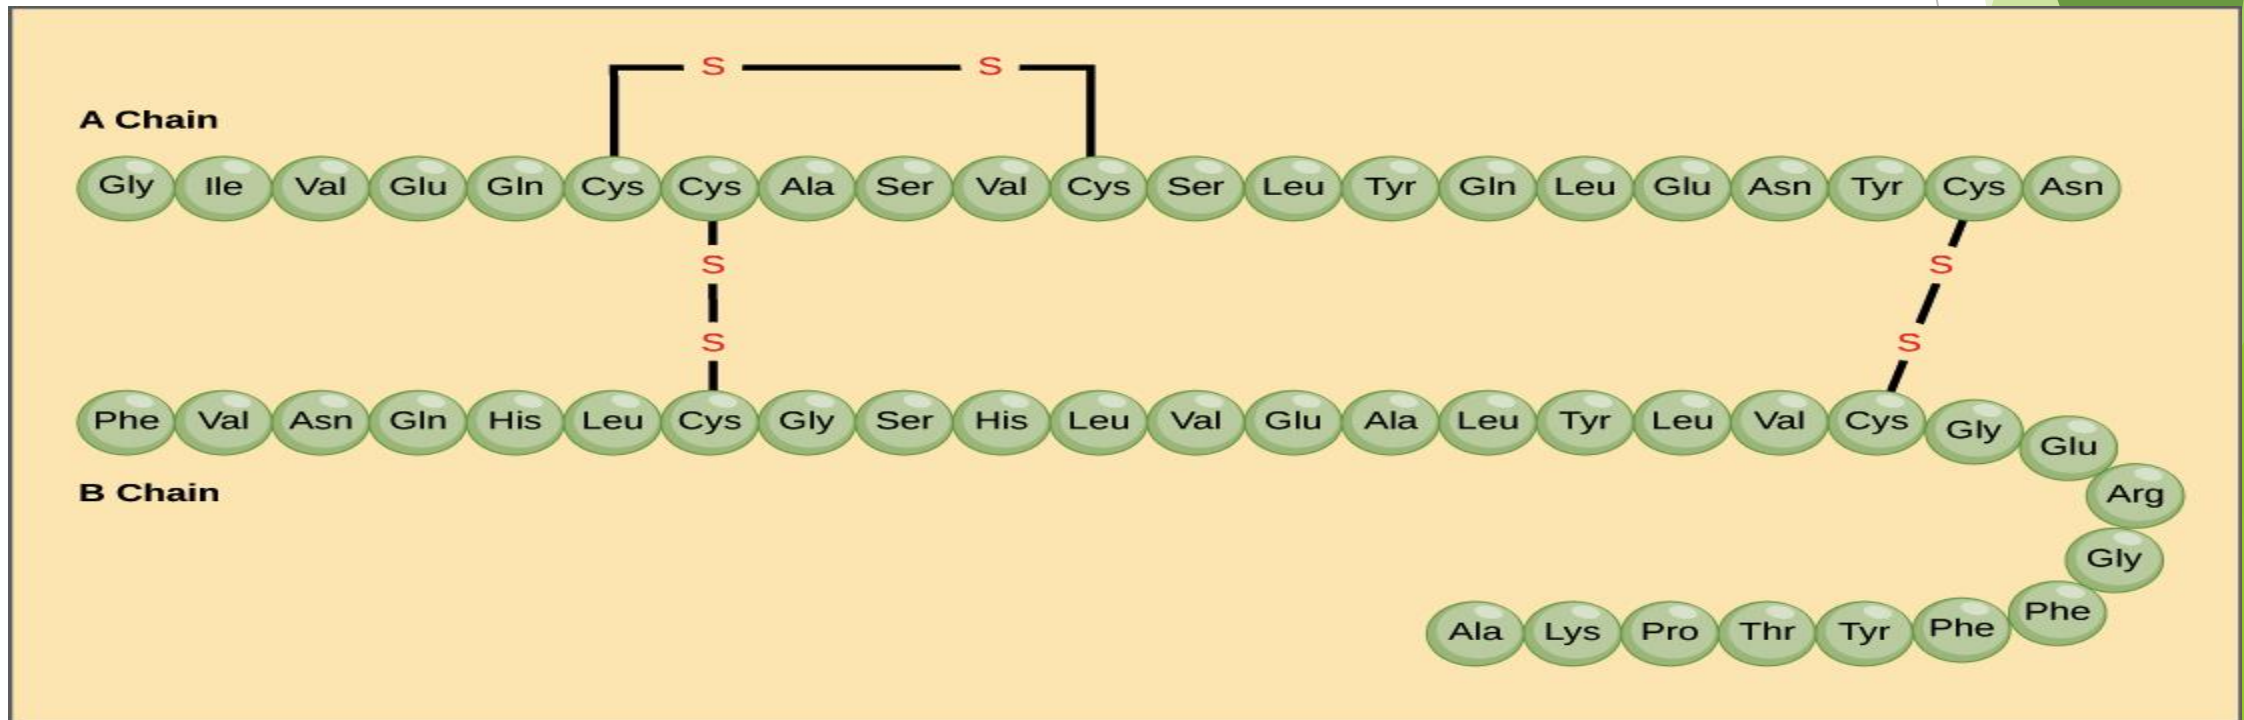 S S
A Chain
Gly Ile Val Glu Gln Cys Cys Ala Ser Val Cys Ser Leu Tyr Gln Leu Glu Asn Tyr Cys Asn
S S
S S
Phe Val Asn Gln His Leu Cys Gly Ser His Leu Val Glu Ala Leu Tyr Leu Val Cys Gly Glu
B Chain
Arg
Gly
Ala Lys Pro Thr Tyr Phe Phe